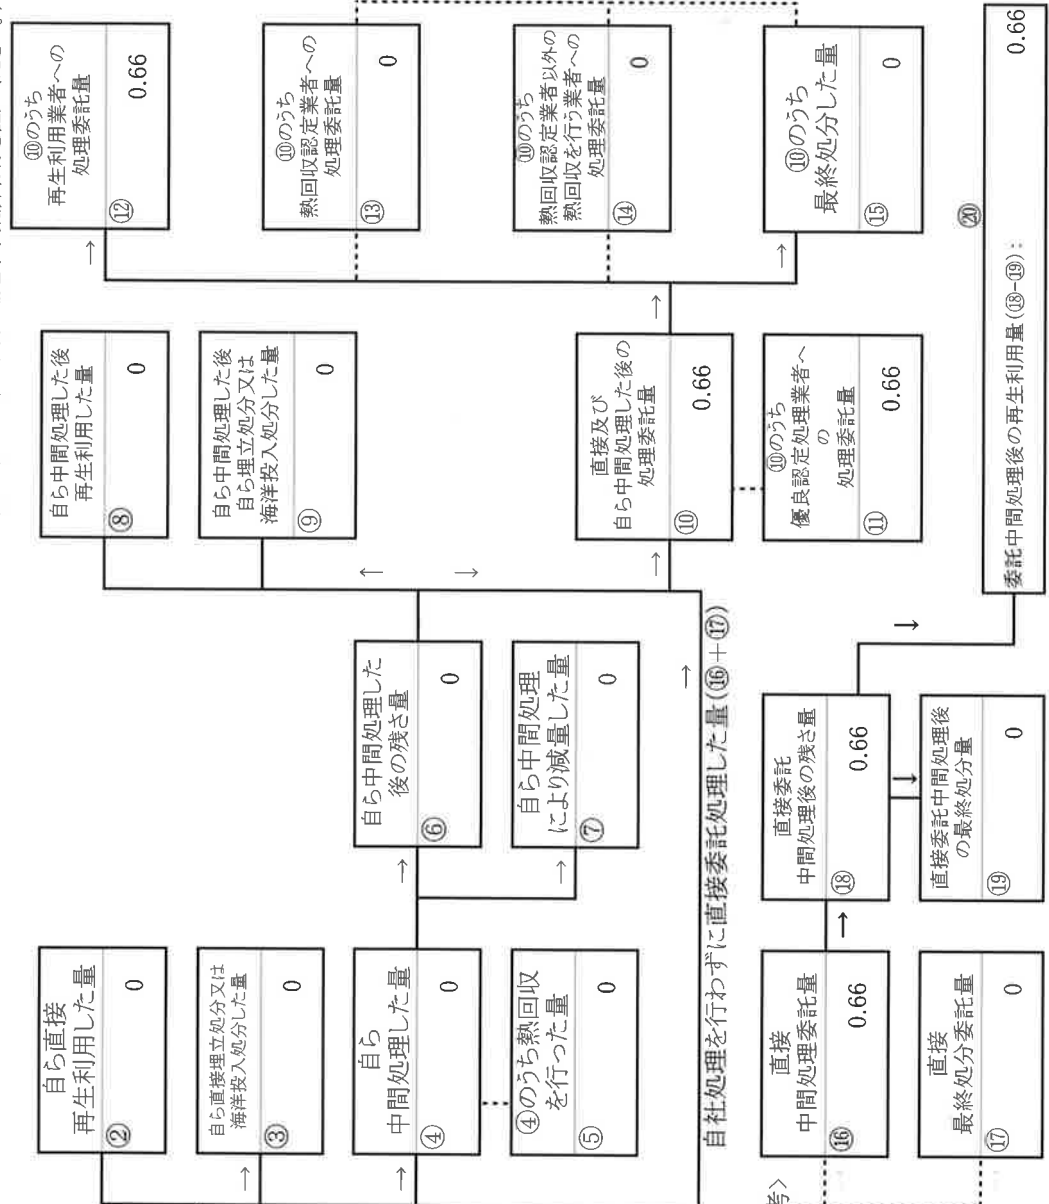 自ら直接
再生利用した量
②
0
自ら直接埋立処分又は
海洋投入処分した量
③
0
自ら
中間処理した量
④
0
④のうち熱回収
を行った量
⑤
0
自ら中間処理した
後の残さ量
⑥
0
自ら中間処理
により減量した量
⑦
0
自ら中間処理した後
再生利用した量
⑧
0
自ら中間処理した後
自ら埋立処分又は
海洋投入処分した量
⑨
0
直接及び
自ら中間処理した後の
処理委託量
⑩
0.66
⑩のうち
優良認定処理業者へ
の
処理委託量
⑪
0.66
⑩のうち
再生利用業者への
処理委託量
⑫
0.66
⑩のうち
熱回収認定業者への
処理委託量
⑬
0
⑩のうち
熱回収認定業者以外の
熱回収を行う業者への
処理委託量
⑭
0
⑩のうち
最終処分した量
⑮
0
自社処理を行わずに直接委託処理した量(⑯+⑰)
考>
直接
中間処理委託量
⑯
0.66
直接
最終処分委託量
⑰
0
直接委託
中間処理後の残さ量
⑱
0.66
直接委託中間処理後
の最終処分量
⑲
0
⑳
委託中間処理後の再生利用量(⑱-⑲):
0.66